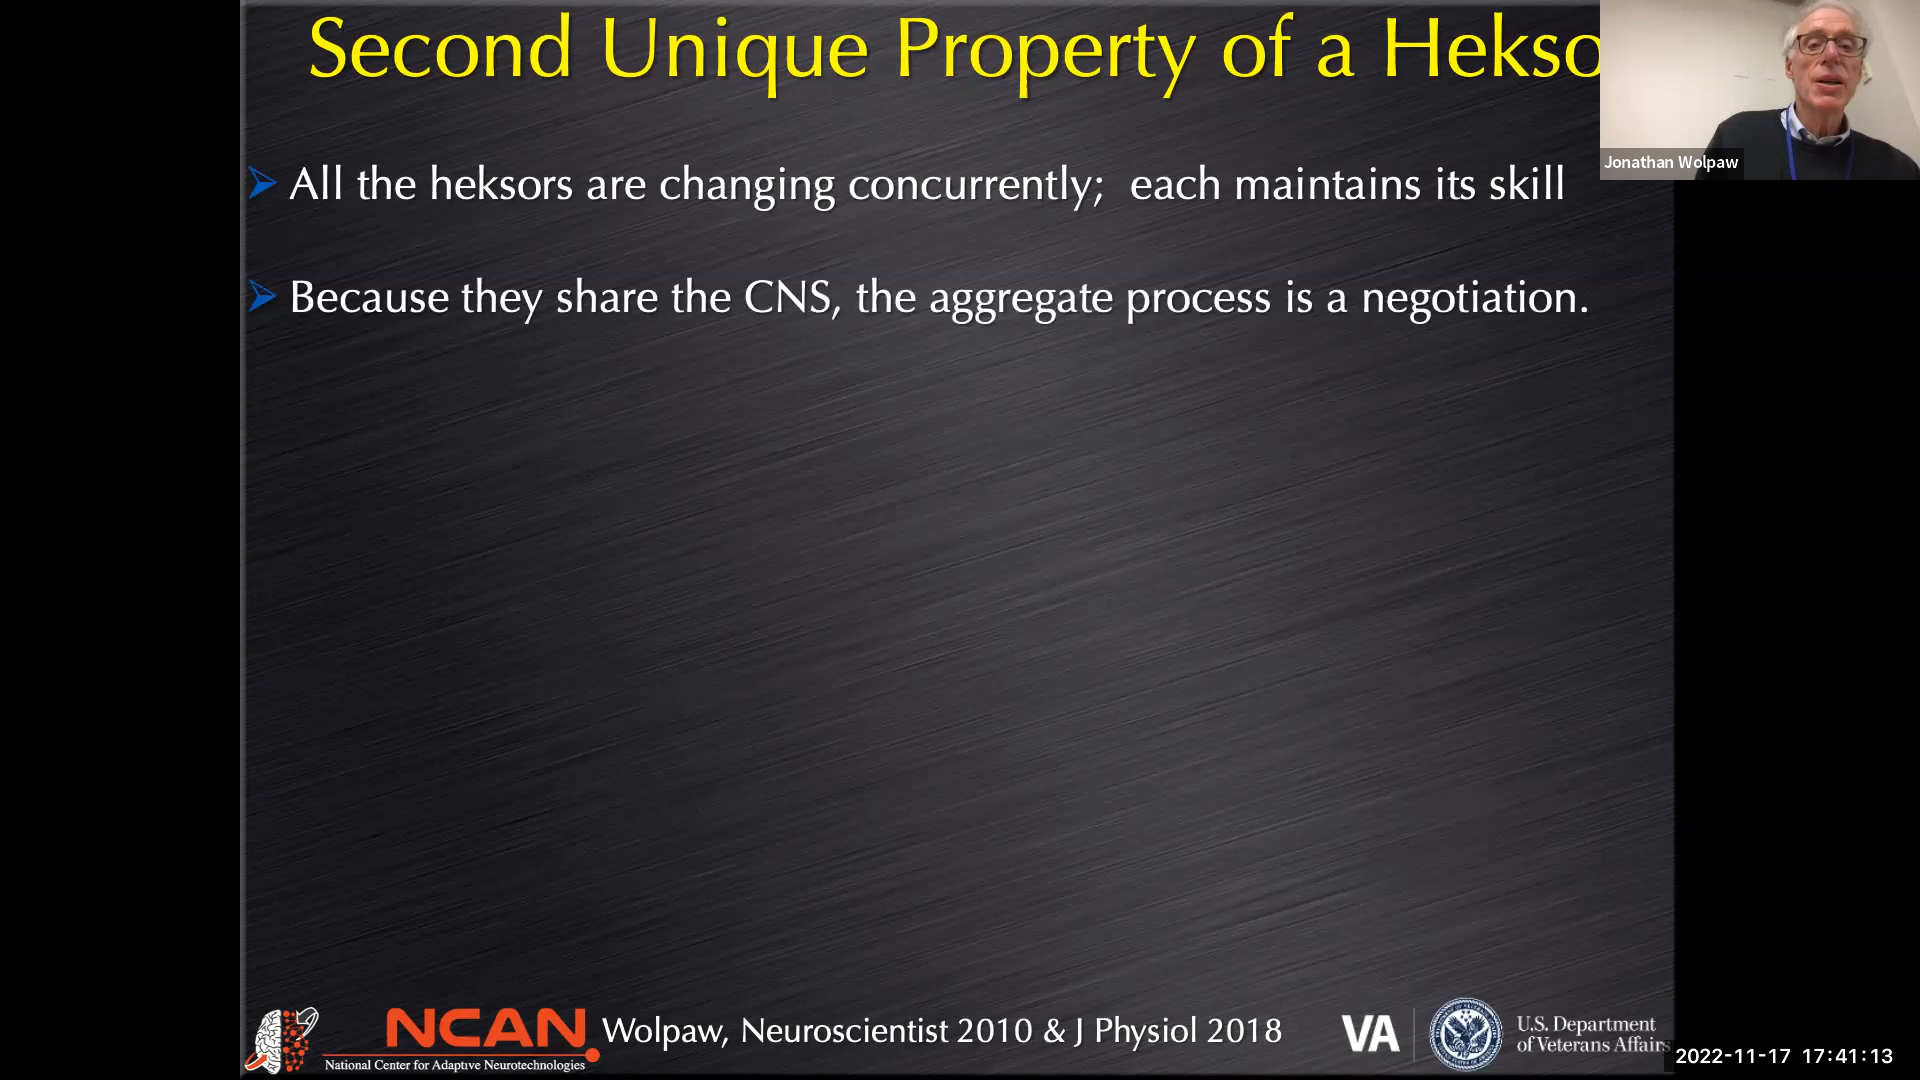 Second Unique Property of a Hekso
Jonathan Wolpaw
All the heksors are changing concurrently; each maintains its skill
Because they share the CNS, the aggregate process is a negotiation.
NCAN
National Center for Adaptive Neurotechnologies
Wolpaw, Neuroscientist 2010 & J Physiol 2018
VA
U.S. Department
of Veterans Affairs
2022-11-17 17:41:13